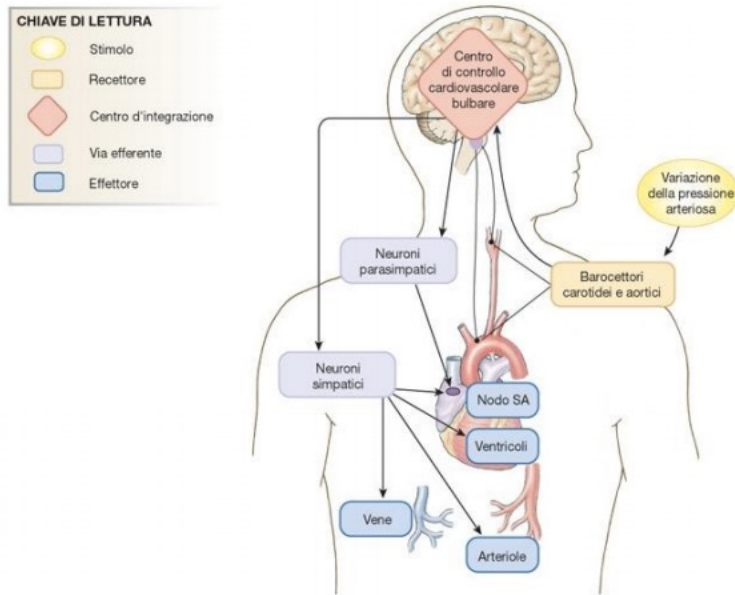 CHIAVE DI LETTURA
Stimolo
Recettore
Centro d'integrazione
Via efferente
Effettore
Centro
di controllo
cardiovascolare
bulbare
Variazione
della pressione
arteriosa
Neuroni
parasimpatici
Barocettori
carotidei e aortici
Neuroni
simpatici
Nodo SA
Ventricoli
Vene
Arteriole